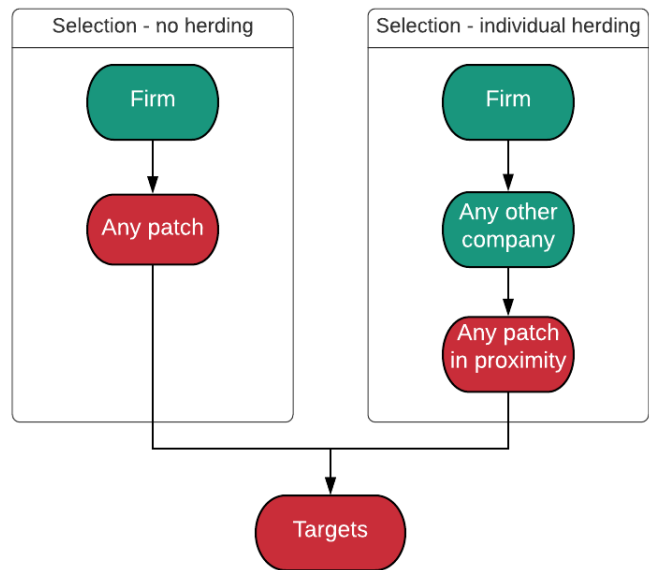 Selection - no herding
Firm
Any patch
Selection - individual herding
Firm
Any other
company
Any patch
in proximity
Targets